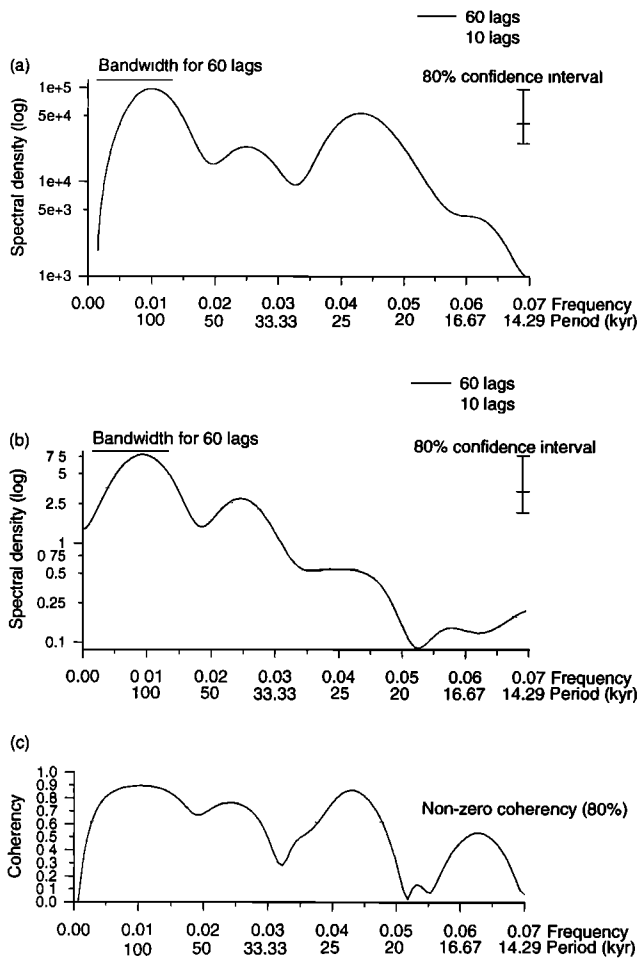 60 lags
10 lags
(a)
Bandwidth for 60 lags
80% confidence interval
Spectral density (log)
1e+5
5e+4
1e+4
5e+3
1e+3
0.00 0.01 0.02 0.03 0.04 0.05 0.06 0.07 Frequency
100 50 33.33 25 20 16.67 14.29 Period (kyr)
60 lags
10 lags
(b)
Bandwidth for 60 lags
80% confidence interval
Spectral density (log)
7 5
5
2.5
1
0 75
0.5
0.25
0.1
0.00 0 01 0.02 0.03 0.04 0.05 0.06 0.07 Frequency
100 50 33.33 25 20 16.67 14.29 Period (kyr)
(c)
Coherency
1.0
0.9
0.8
0.7
0.6
0.5
0.4
0.3
0.2
0.1
0.0
Non-zero coherency (80%)
0.00 0.01 0.02 0.03 0.04 0.05 0.06 0.07 Frequency
100 50 33.33 25 20 16.67 14.29 Period (kyr)